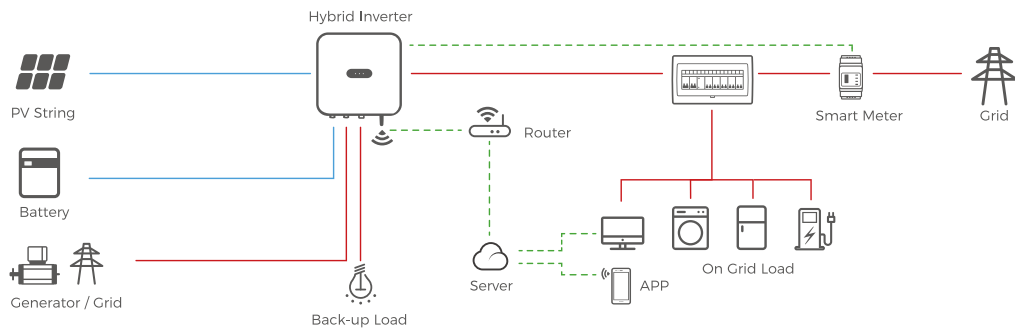 Hybrid Inverter
PV String
Smart Meter
Grid
Router
Battery
On Grid Load
Server
APP
Generator / Grid
Back-up Load